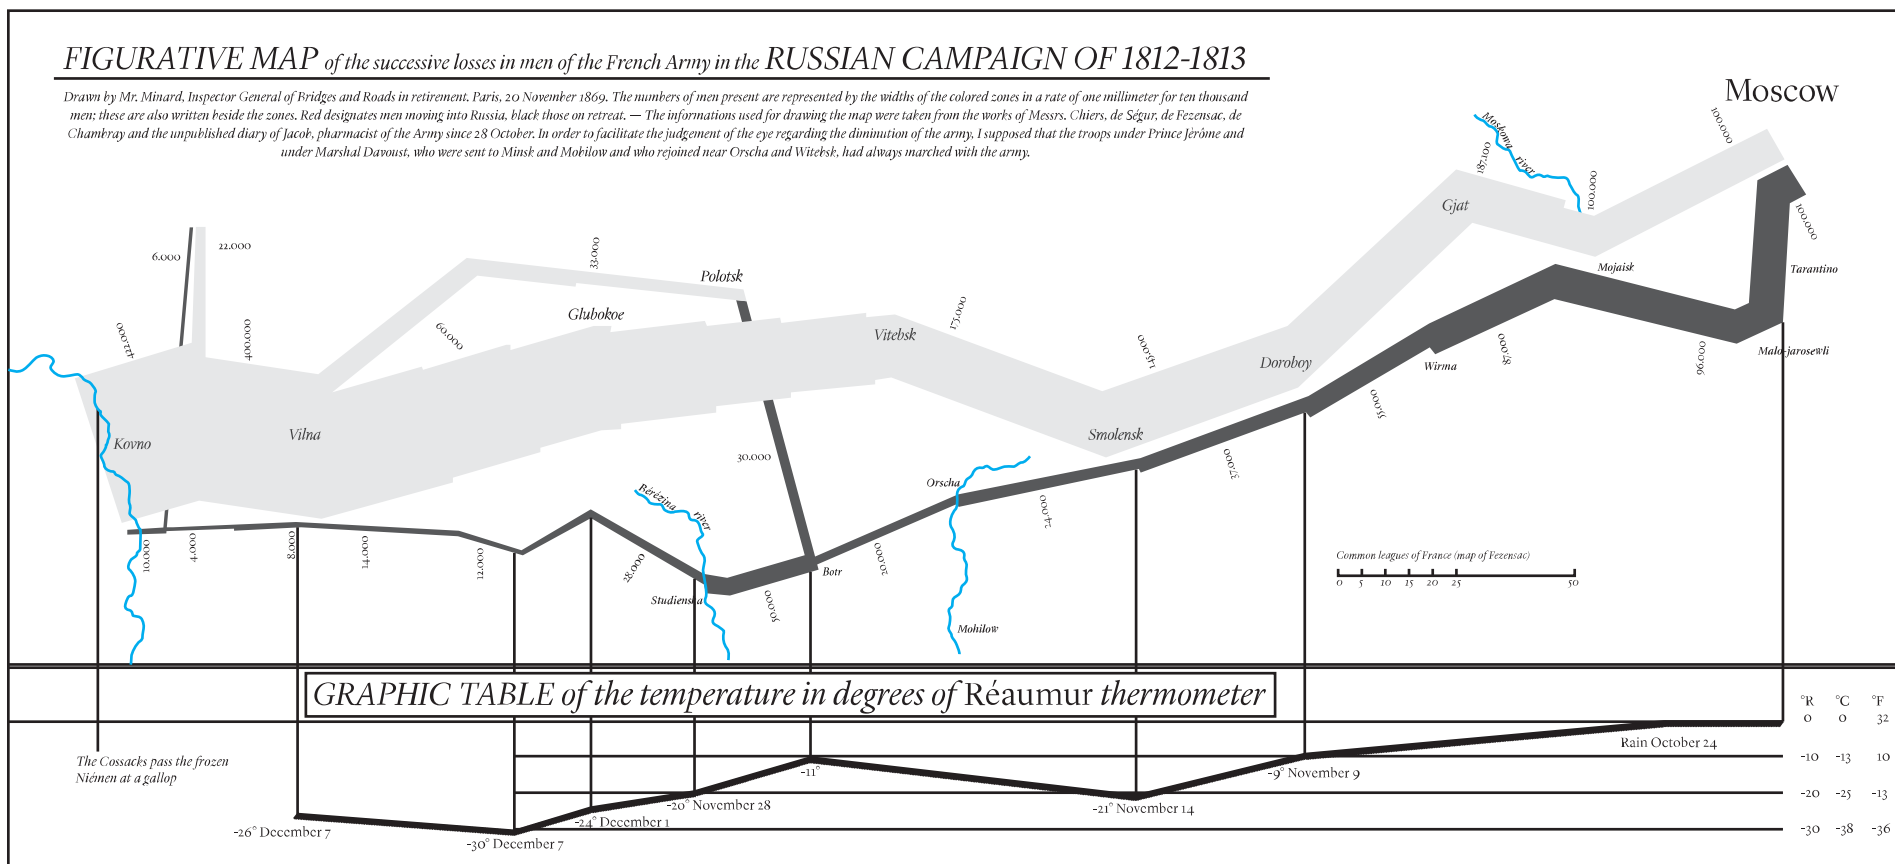 FIGURATIVE MAP of the successive losses in men of the French Army in the RUSSIAN CAMPAIGN OF 1812-1813
Drawn by Mr. Minard, Inspector General of Bridges and Roads in retirement. Paris, 20 November 1869. The numbers of men present are represented by the widths of the colored zones in a rate of one millimeter for ten thousand
men; these are also written beside the zones. Red designates men moving into Russia, black those on retreat. — The informations used for drawing the map were taken from the works of Messrs. Chiers, de Ségur, de Fezensac, de
Chambray and the unpublished diary of Jacob, pharmacist of the Army since 28 October. In order to facilitate the judgement of the eye regarding the diminution of the army, I supposed that the troops under Prince Jèrôme and
under Marshal Davoust, who were sent to Minsk and Mobilow and who rejoined near Orscha and Witebsk, had always marched with the army.
Moscow
100.000
Moskowa river
187.100
100.000
Gjat
100.000
6.000
22.000
33.000
Polotsk
Mojaisk
Tarantino
Glubokoe
422.000
400.000
60.000
175.000
Vitebsk
145.000
Doroboy
Wirma
87.000
96.000
Malo-jarosewli
Kovno
Vilna
Smolensk
55.000
30.000
37.000
Orscha
Bérézina river
24.000
10.000
4.000
8.000
14.000
12.000
28.000
20.000
Botr
Studienska
50.000
Mohilow
Common leagues of France (map of Fezensac)
0 5 10 15 20 25 50
GRAPHIC TABLE of the temperature in degrees of Réaumur thermometer
°R °C °F
0 0 32
Rain October 24
-10 -13 10
The Cossacks pass the frozen
Niémen at a gallop
-11°
-9° November 9
-20 -25 -13
-20° November 28
-21° November 14
-24° December 1
-26° December 7
-30 -38 -36
-30° December 7